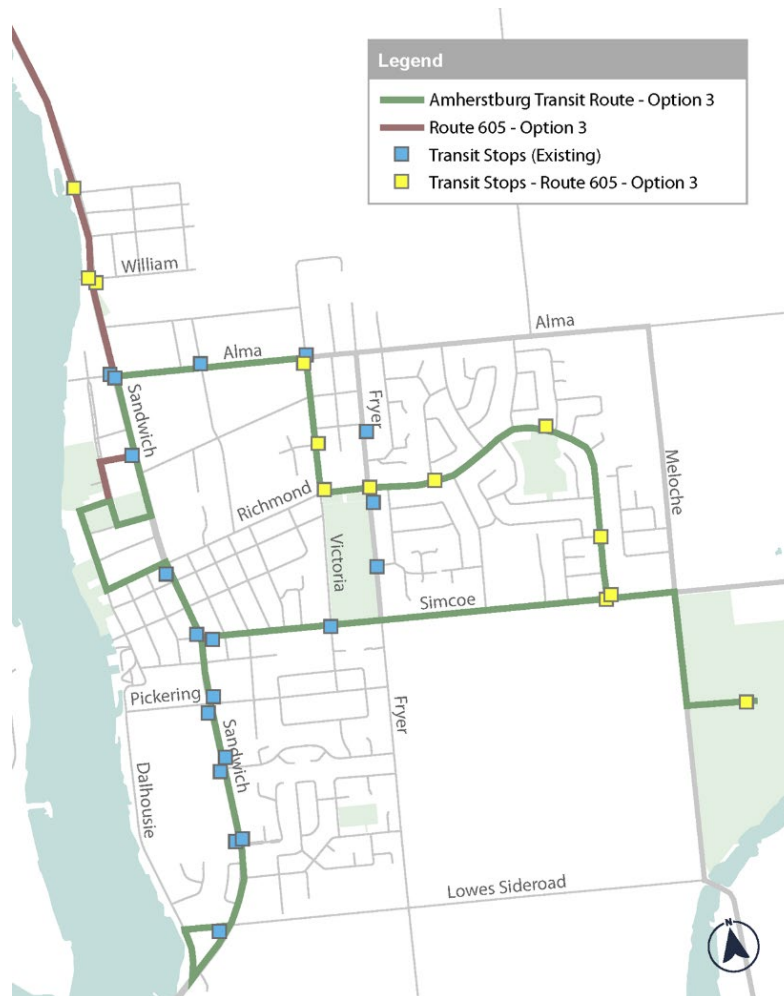 Legend
Amherstburg Transit Route - Option 3
Route 605 - Option 3
Transit Stops (Existing)
Transit Stops - Route 605 - Option 3
William
Alma
Alma
Sandwich
Fryer
Meloche
Richmond
Victoria
Simcoe
Pickering
Sandwich
Fryer
Dalhousie
Lowes Sideroad
N